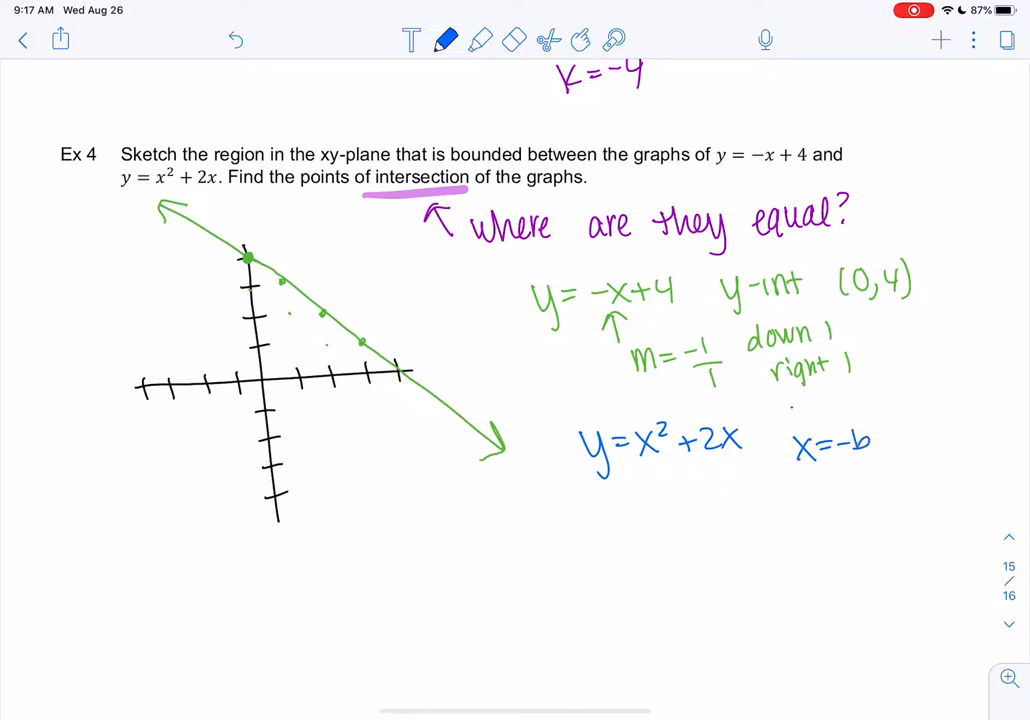 9:17 AM Wed Aug 26
87%
K=-4
Ex 4 Sketch the region in the xy-plane that is bounded between the graphs of y = −x + 4 and
y = x² + 2x. Find the points of intersection of the graphs.
where are they equal?
y = -x+4 y-int (0,4)
m = -1/1 down 1
right 1
y=x²+2x x=-b
15
/
16